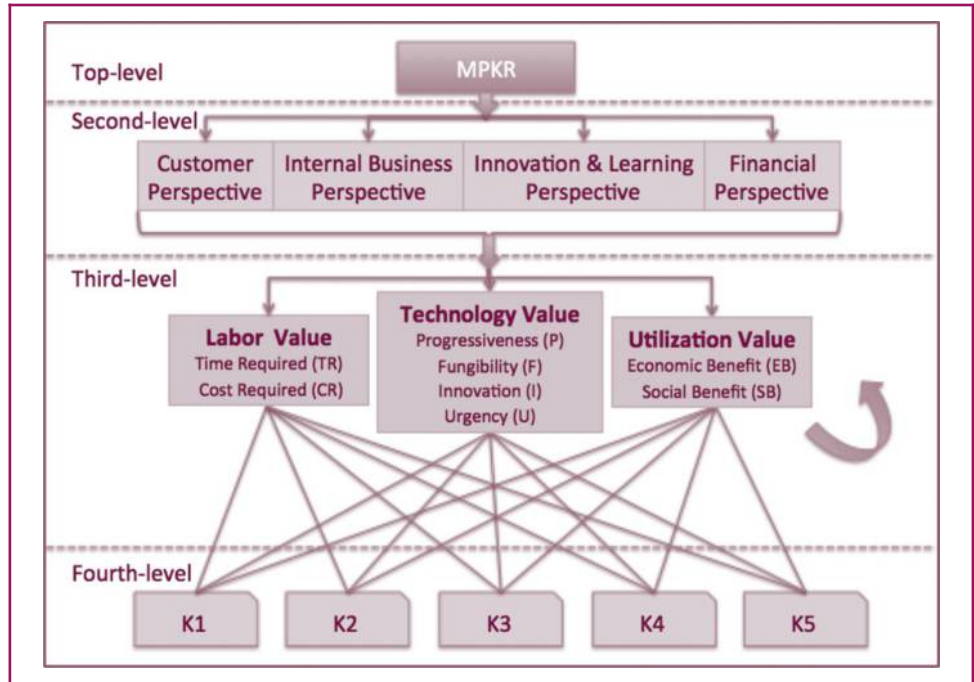 Top-level
MPKR
Second-level
Customer
Perspective
Internal Business
Perspective
Innovation & Learning
Perspective
Financial
Perspective
Third-level
Labor Value
Time Required (TR)
Cost Required (CR)
Technology Value
Progressiveness (P)
Fungibility (F)
Innovation (I)
Urgency (U)
Utilization Value
Economic Benefit (EB)
Social Benefit (SB)
Fourth-level
K1
K2
K3
K4
K5